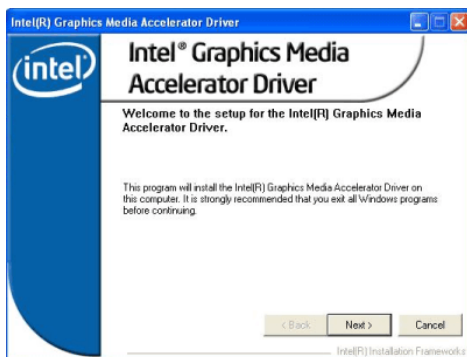 Intel(R) Graphics Media Accelerator Driver
intel
Intel® Graphics Media
Accelerator Driver
Welcome to the setup for the Intel(R) Graphics Media
Accelerator Driver.
This program will install the Intel(R) Graphics Media Accelerator Driver on
this computer. It is strongly recommended that you exit all Windows programs
before continuing.
< Back Next > Cancel
Intel(R) Installation Frameworks